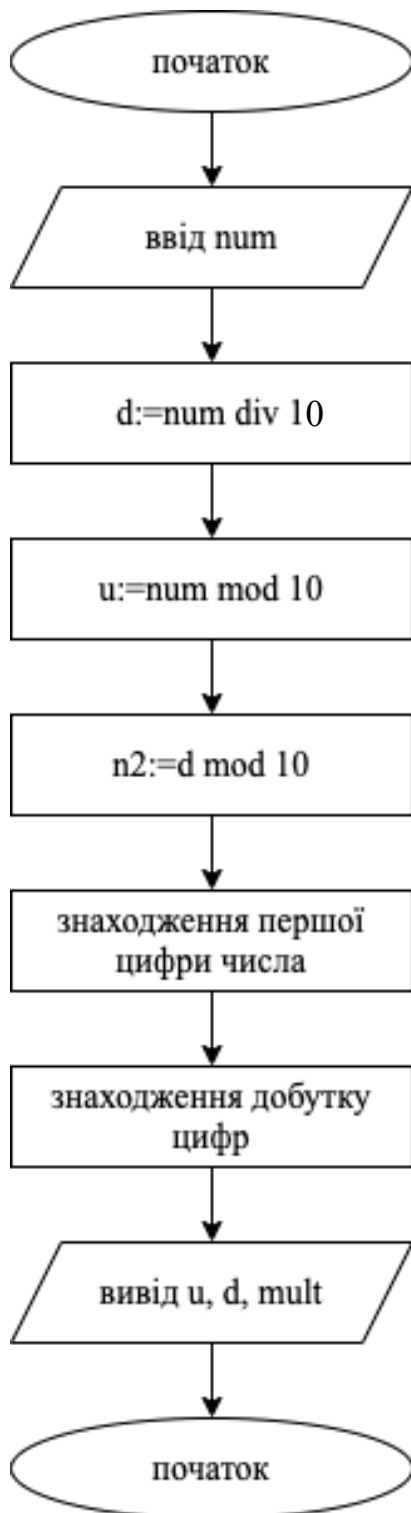 початок
ввід num
d:=num div 10
u:=num mod 10
n2:=d mod 10
знаходження першої
цифри числа
знаходження добутку
цифр
вивід u, d, mult
початок